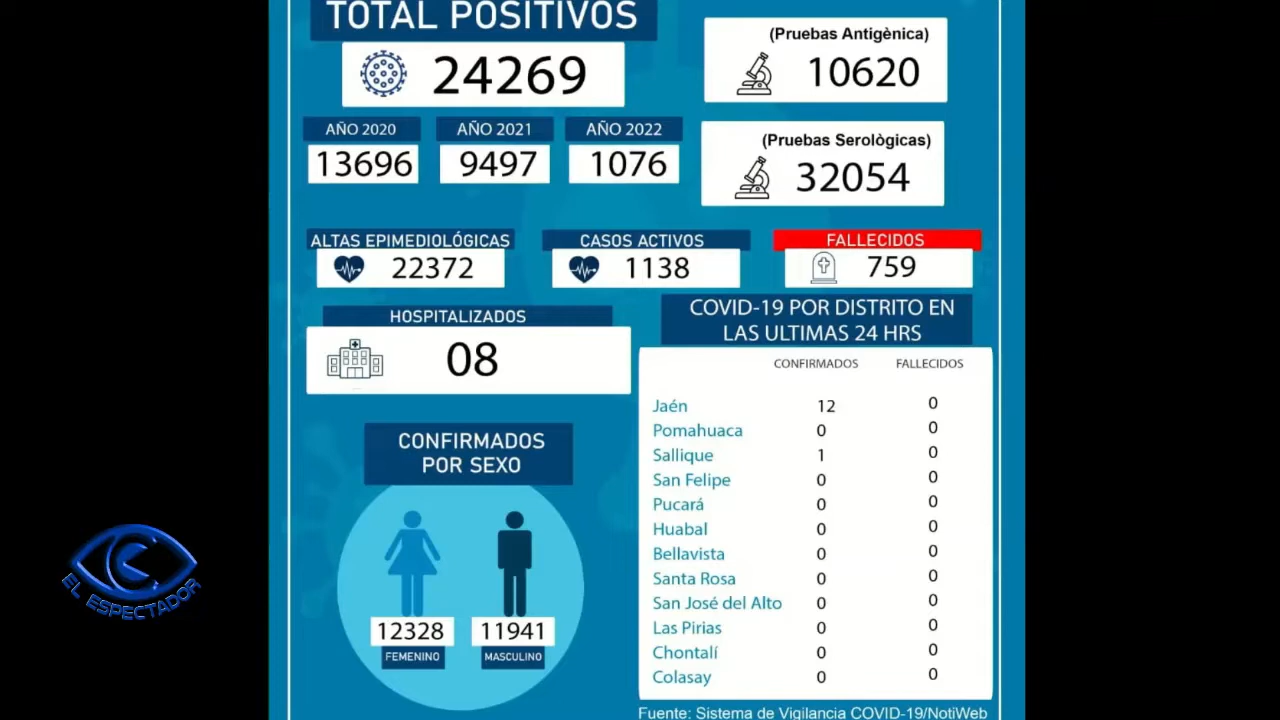 TOTAL POSITIVOS
24269
(Pruebas Antigènica)
10620
AÑO 2020
AÑO 2021
AÑO 2022
13696
9497
1076
(Pruebas Serològicas)
32054
ALTAS EPIMEDIOLÓGICAS
22372
CASOS ACTIVOS
1138
FALLECIDOS
759
HOSPITALIZADOS
08
COVID-19 POR DISTRITO EN
LAS ULTIMAS 24 HRS
CONFIRMADOS FALLECIDOS
Jaén 12 0
Pomahuaca 0 0
Sallique 1 0
San Felipe 0 0
Pucará 0 0
Huabal 0 0
Bellavista 0 0
Santa Rosa 0 0
San José del Alto 0 0
Las Pirias 0 0
Chontalí 0 0
Colasay 0 0
CONFIRMADOS
POR SEXO
12328
FEMENINO
11941
MASCULINO
Fuente: Sistema de Vigilancia COVID-19/NotiWeb
EL ESPECTADOR